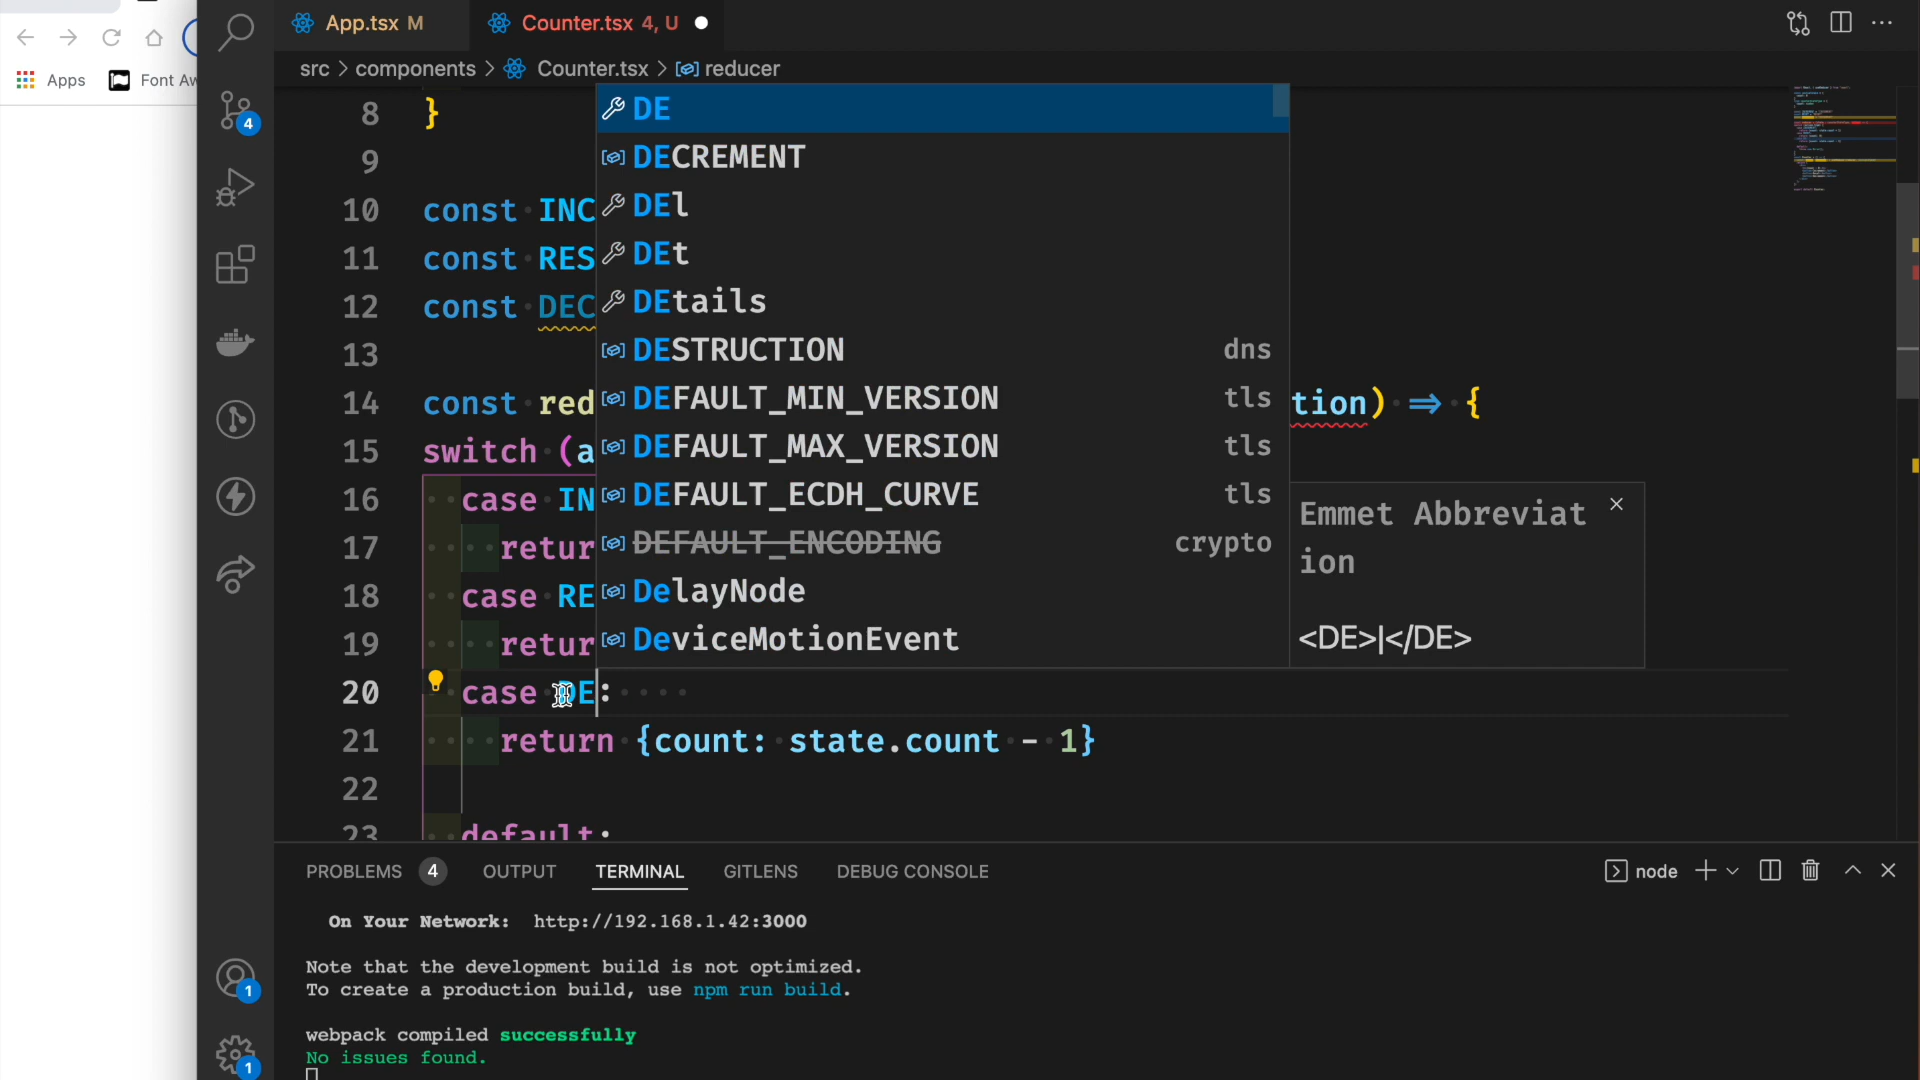 Apps
Font Aw
4
1
1
App.tsx M
Counter.tsx 4, U
src > components > Counter.tsx > reducer
8 }
9
10 const INC
11 const RES
12 const DEC
13
14 const red
tion) => {
15 switch (a
16 case IN
17 retur
18 case RE
19 retur
20 case DE:
21 return {count: state.count - 1}
22
23 default:
DE
DECREMENT
DEl
DEt
DEtails
DESTRUCTION dns
DEFAULT_MIN_VERSION tls
DEFAULT_MAX_VERSION tls
DEFAULT_ECDH_CURVE tls
DEFAULT_ENCODING crypto
DelayNode
DeviceMotionEvent
Emmet Abbreviat
ion
<DE>|</DE>
PROBLEMS 4 OUTPUT TERMINAL GITLENS DEBUG CONSOLE
node
On Your Network: http://192.168.1.42:3000
Note that the development build is not optimized.
To create a production build, use npm run build.
webpack compiled successfully
No issues found.